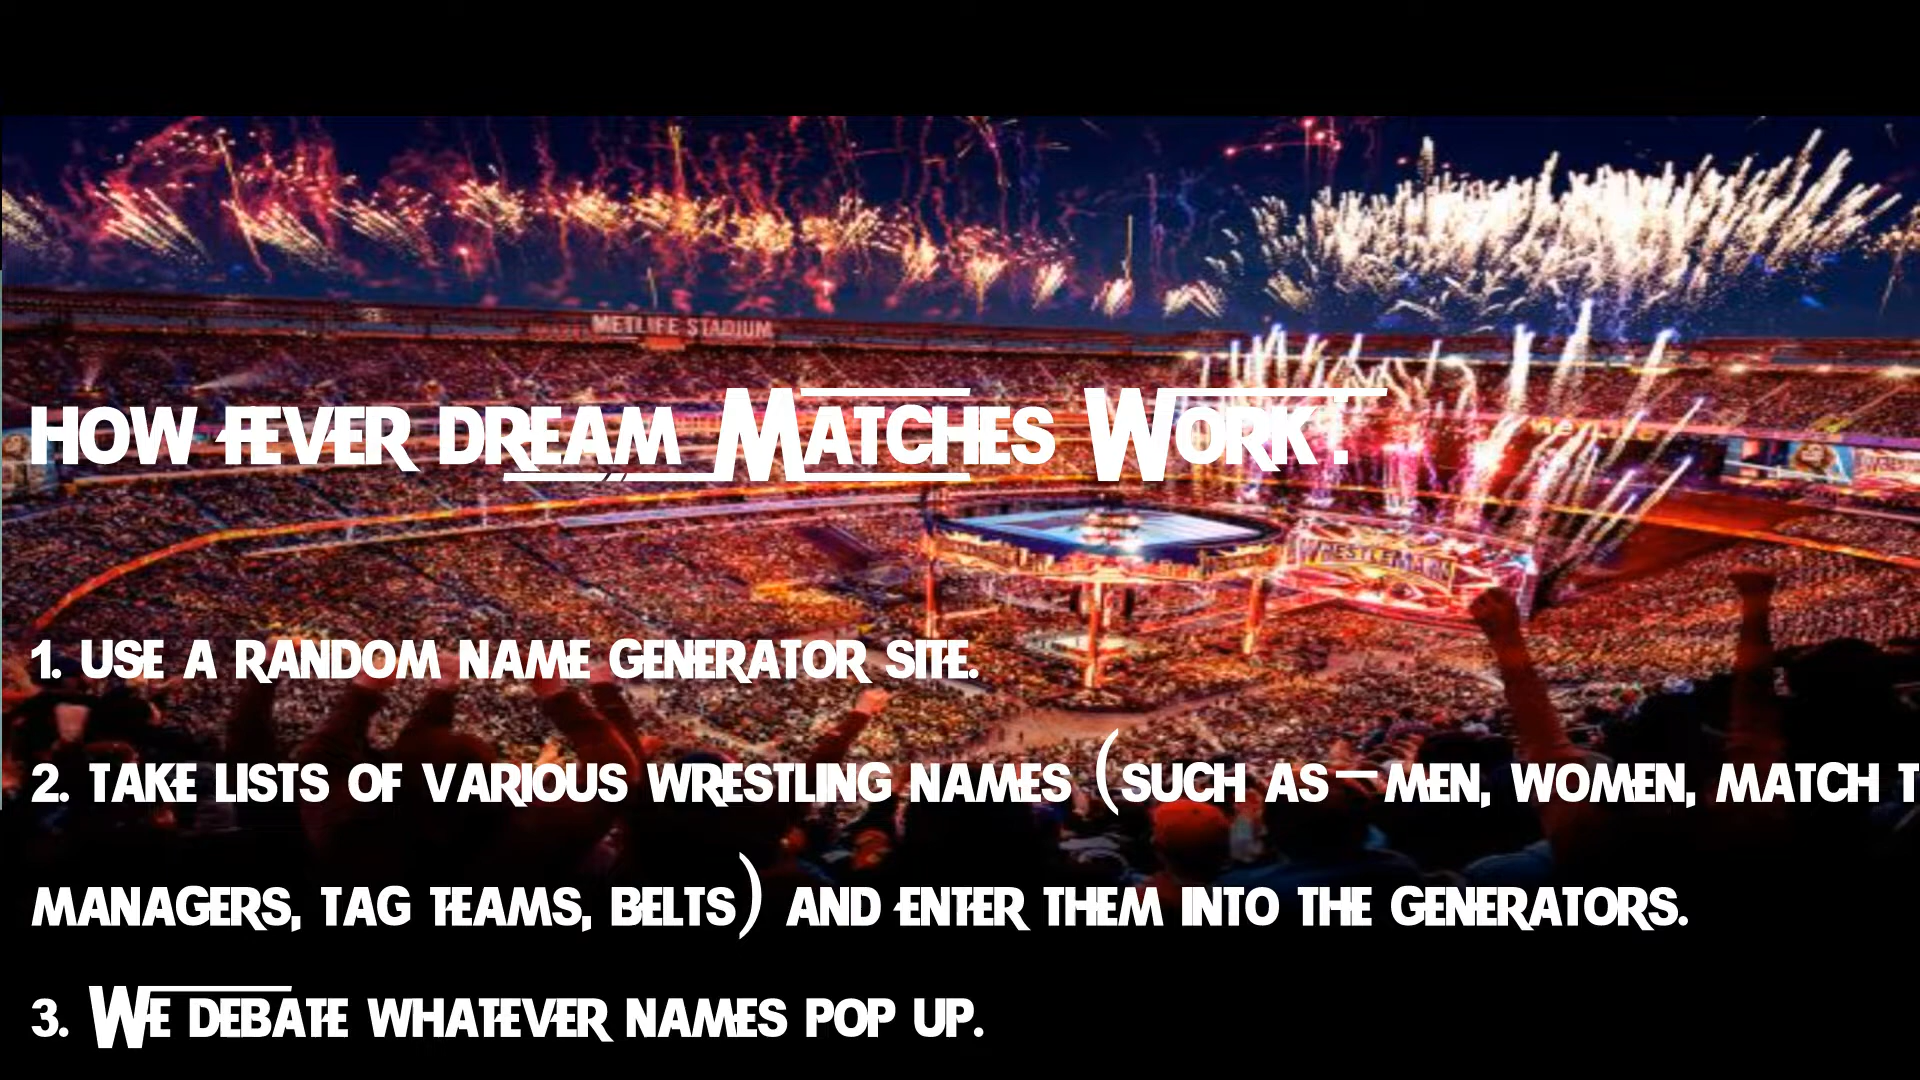 METLIFE STADIUM
How fever dream Matches Work:
WRESTLEMANIA
1. use a random name generator site.
2. take lists of various wrestling names (such as-men, women, match t
managers, tag teams, belts) and enter them into the generators.
3. We debate whatever names pop up.